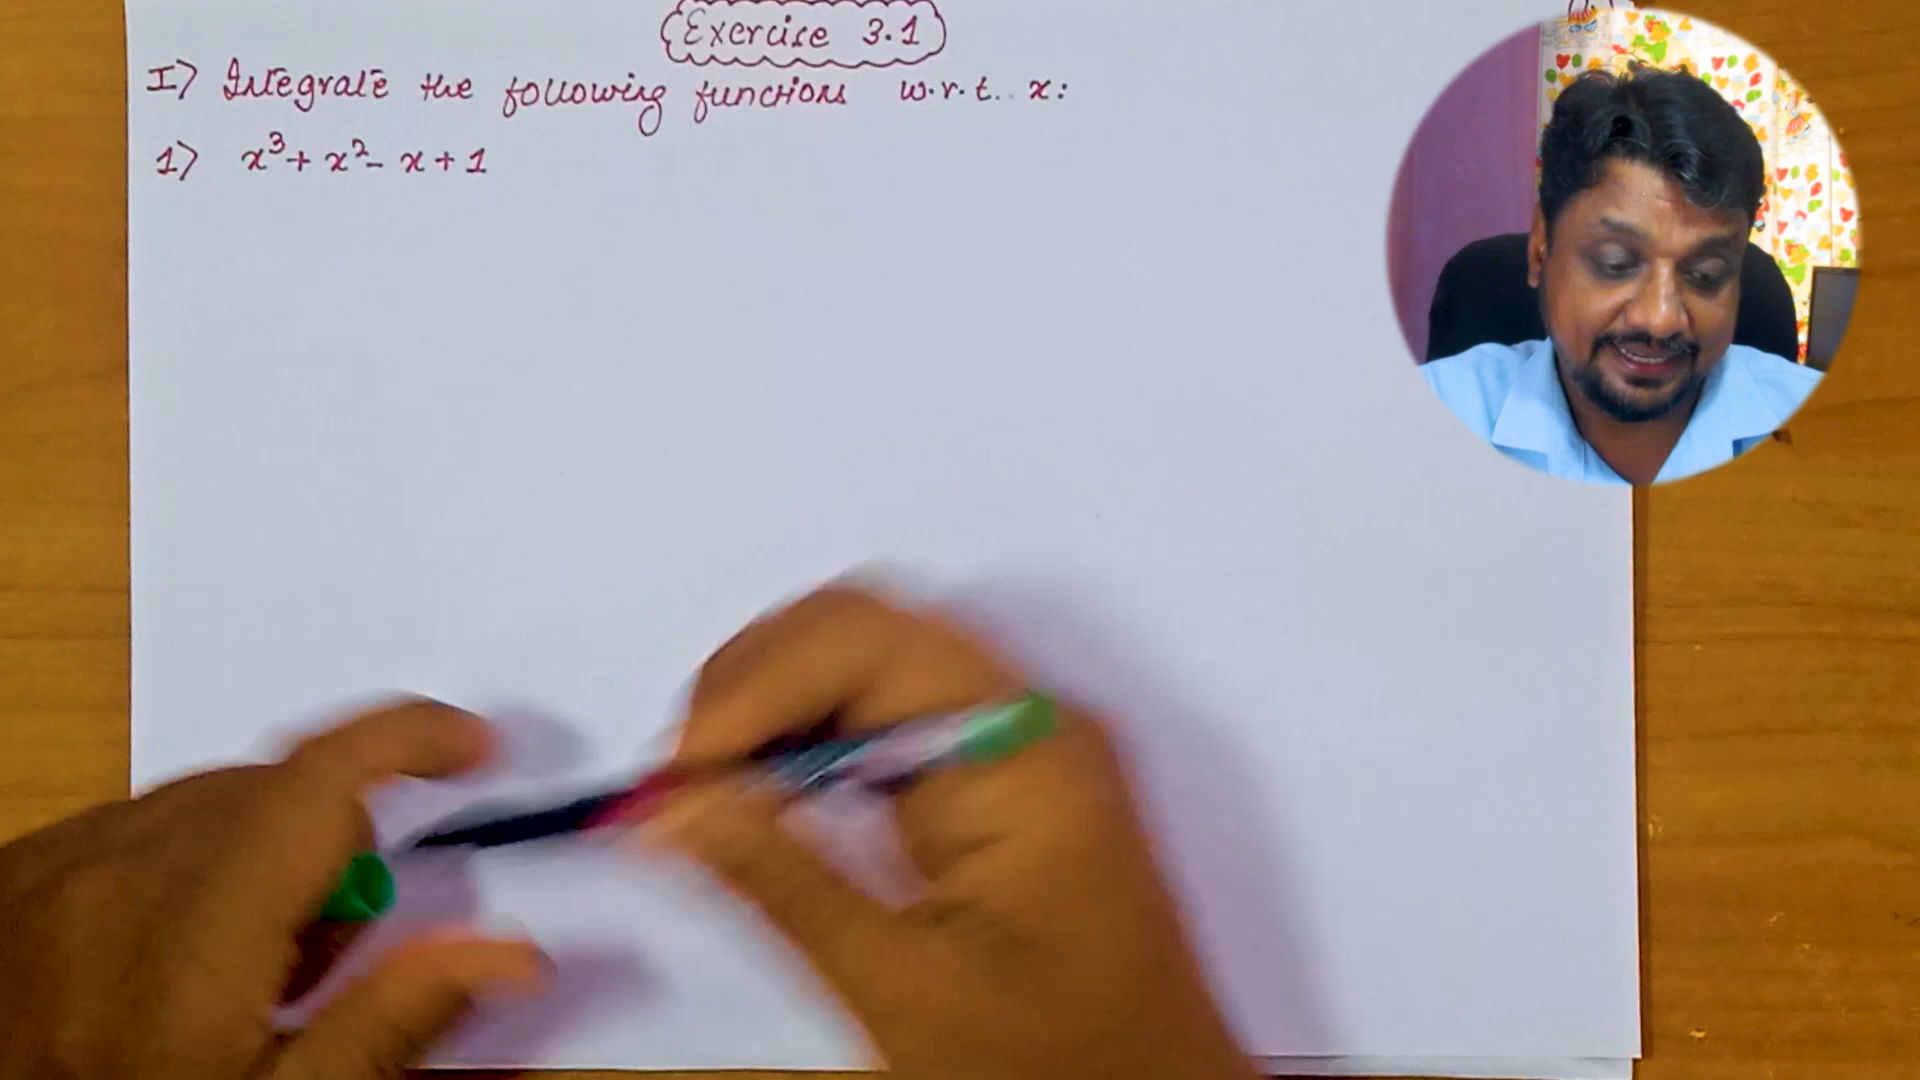 Exercise 3.1
I> Integrate the following functions w.r.t. x:
1> x³ + x² - x + 1